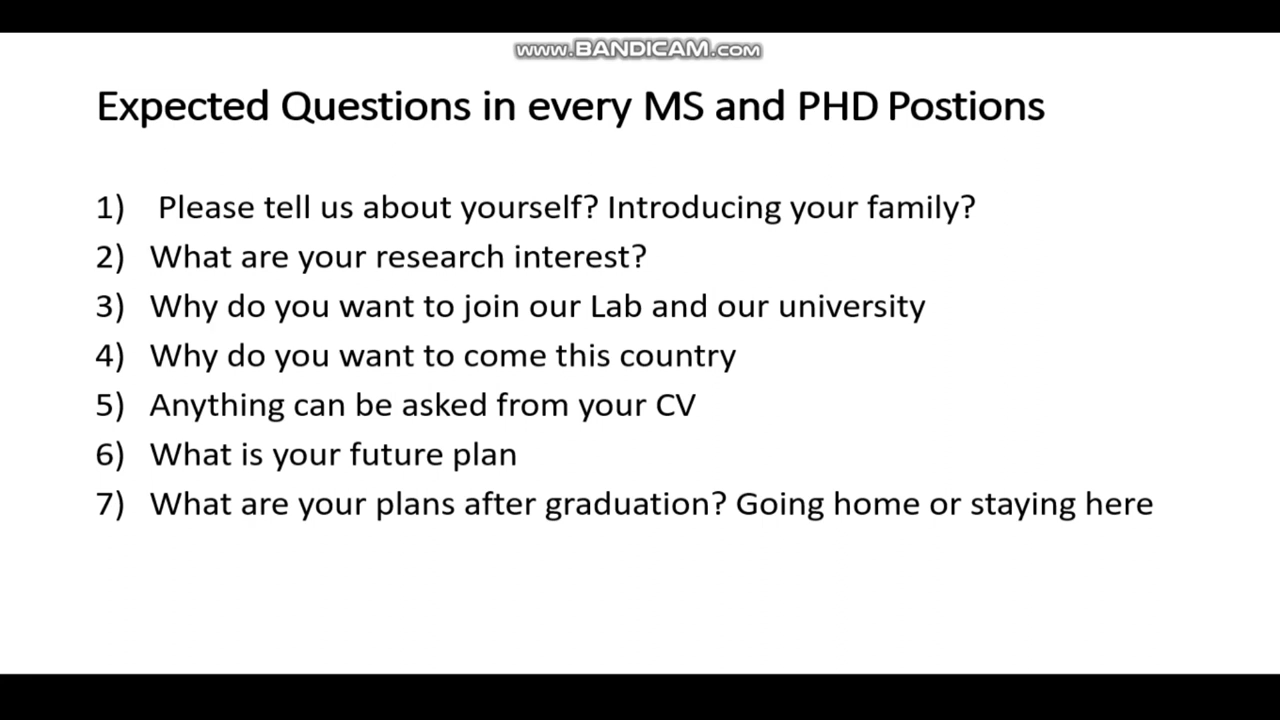 www.BANDICAM.com
Expected Questions in every MS and PHD Postions
1) Please tell us about yourself? Introducing your family?
2) What are your research interest?
3) Why do you want to join our Lab and our university
4) Why do you want to come this country
5) Anything can be asked from your CV
6) What is your future plan
7) What are your plans after graduation? Going home or staying here